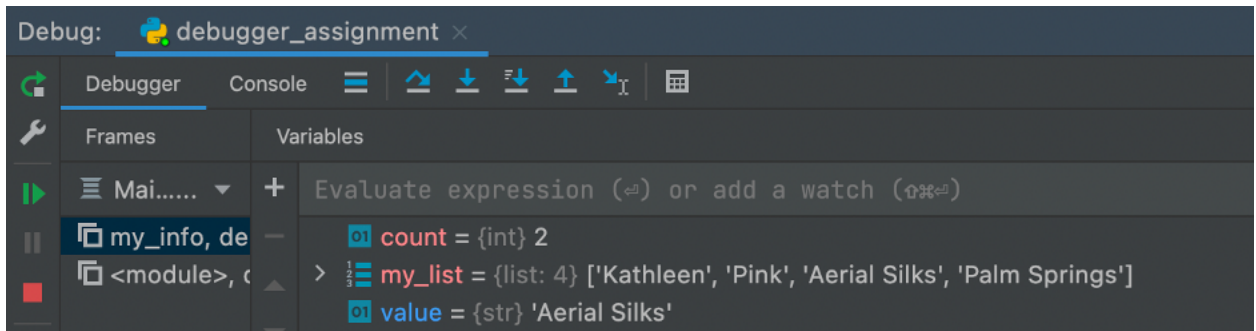 Debug: debugger_assignment
Debugger Console
Frames Variables
Mai...... Evaluate expression (⏎) or add a watch (⇧⌘⏎)
my_info, de
count = {int} 2
<module>, c
my_list = {list: 4} ['Kathleen', 'Pink', 'Aerial Silks', 'Palm Springs']
value = {str} 'Aerial Silks'